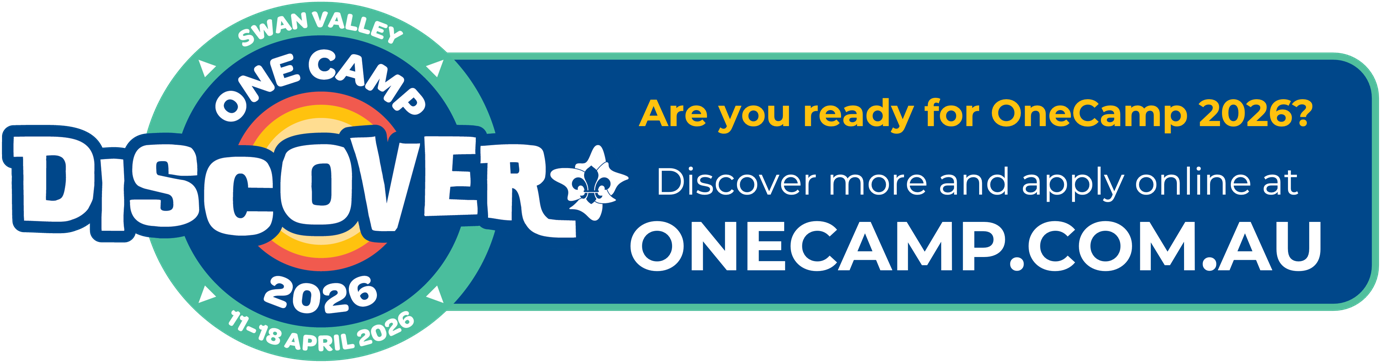 SWAN VALLEY
ONE CAMP
DISCOVER
2026
11-18 APRIL 2026
Are you ready for OneCamp 2026?
Discover more and apply online at
ONECAMP.COM.AU